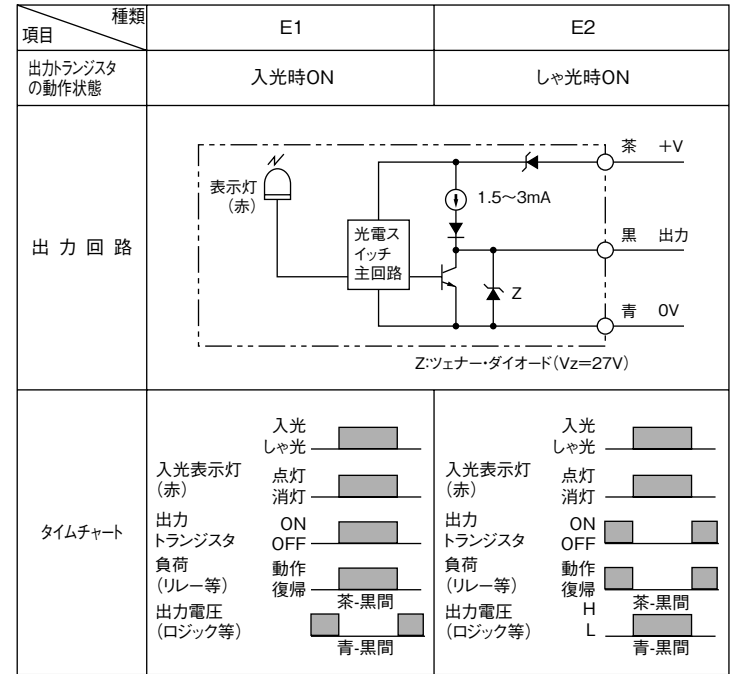 種類
項目
E1
E2
出力トランジスタ
の動作状態
入光時ON
しゃ光時ON
出力回路
表示灯
(赤)
光電ス
イッチ
主回路
1.5〜3mA
Z
茶 +V
黒 出力
青 0V
Z:ツェナー・ダイオード(Vz=27V)
タイムチャート
入光
しゃ光
入光表示灯
(赤)
点灯
消灯
出力
トランジスタ
ON
OFF
負荷
(リレー等)
動作
復帰
茶-黒間
出力電圧
(ロジック等)
青-黒間
入光
しゃ光
入光表示灯
(赤)
点灯
消灯
出力
トランジスタ
ON
OFF
負荷
(リレー等)
動作
復帰
茶-黒間
出力電圧
(ロジック等)
H
L
青-黒間